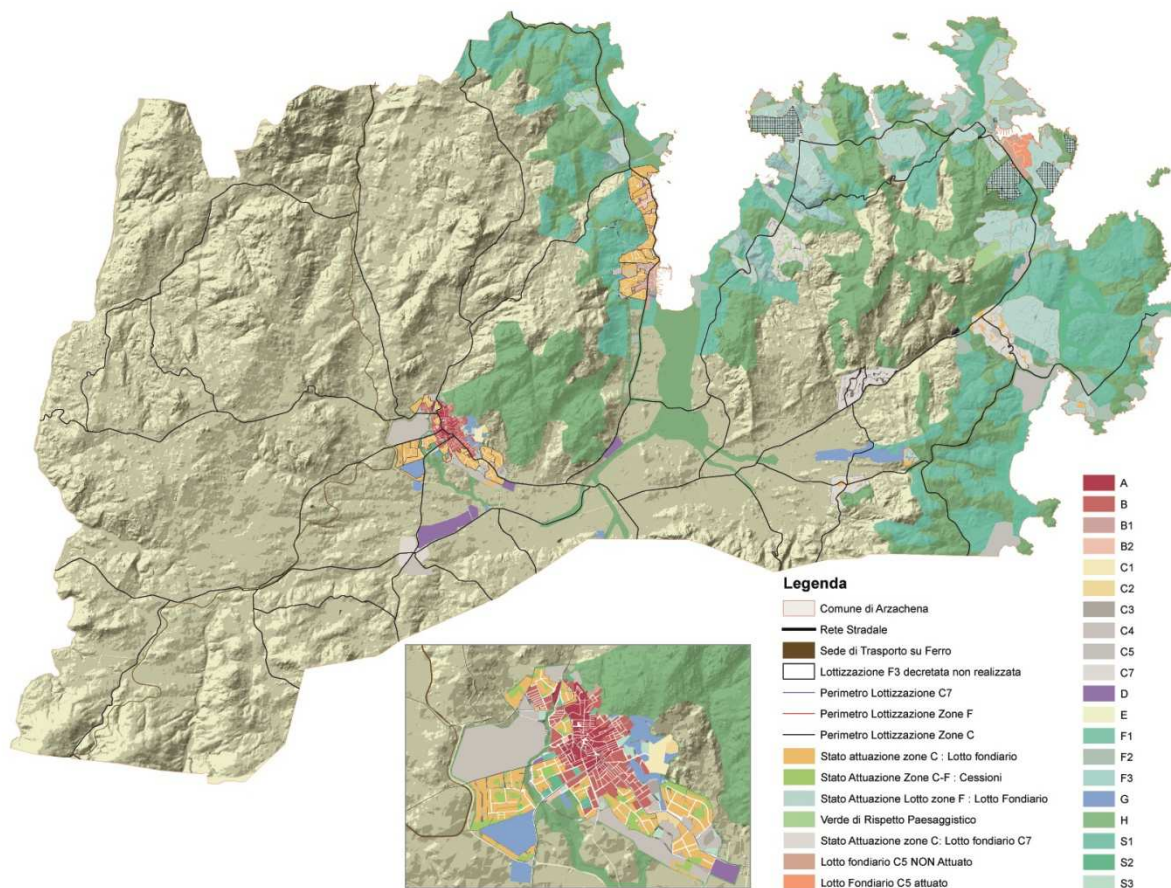 Legenda
Comune di Arzachena
Rete Stradale
Sede di Trasporto su Ferro
Lottizzazione F3 decretata non realizzata
Perimetro Lottizzazione C7
Perimetro Lottizzazione Zone F
Perimetro Lottizzazione Zone C
Stato attuazione zone C : Lotto fondiario
Stato Attuazione Zone C-F : Cessioni
Stato Attuazione Lotto zone F : Lotto Fondiario
Verde di Rispetto Paesaggistico
Stato Attuazione zone C: Lotto fondiario C7
Lotto fondiario C5 NON Attuato
Lotto Fondiario C5 attuato
A
B
B1
B2
C1
C2
C3
C4
C5
C7
D
E
F1
F2
F3
G
H
S1
S2
S3